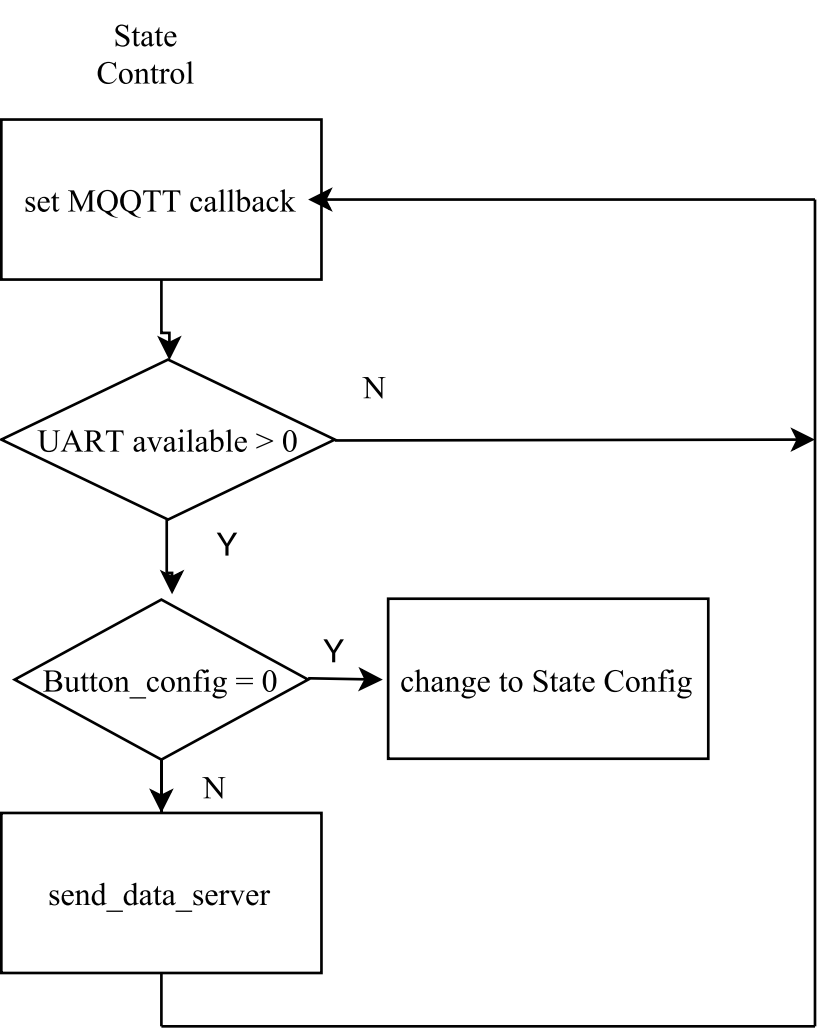 State
Control
set MQQTT callback
N
UART available > 0
Y
Y
Button_config = 0
change to State Config
N
send_data_server